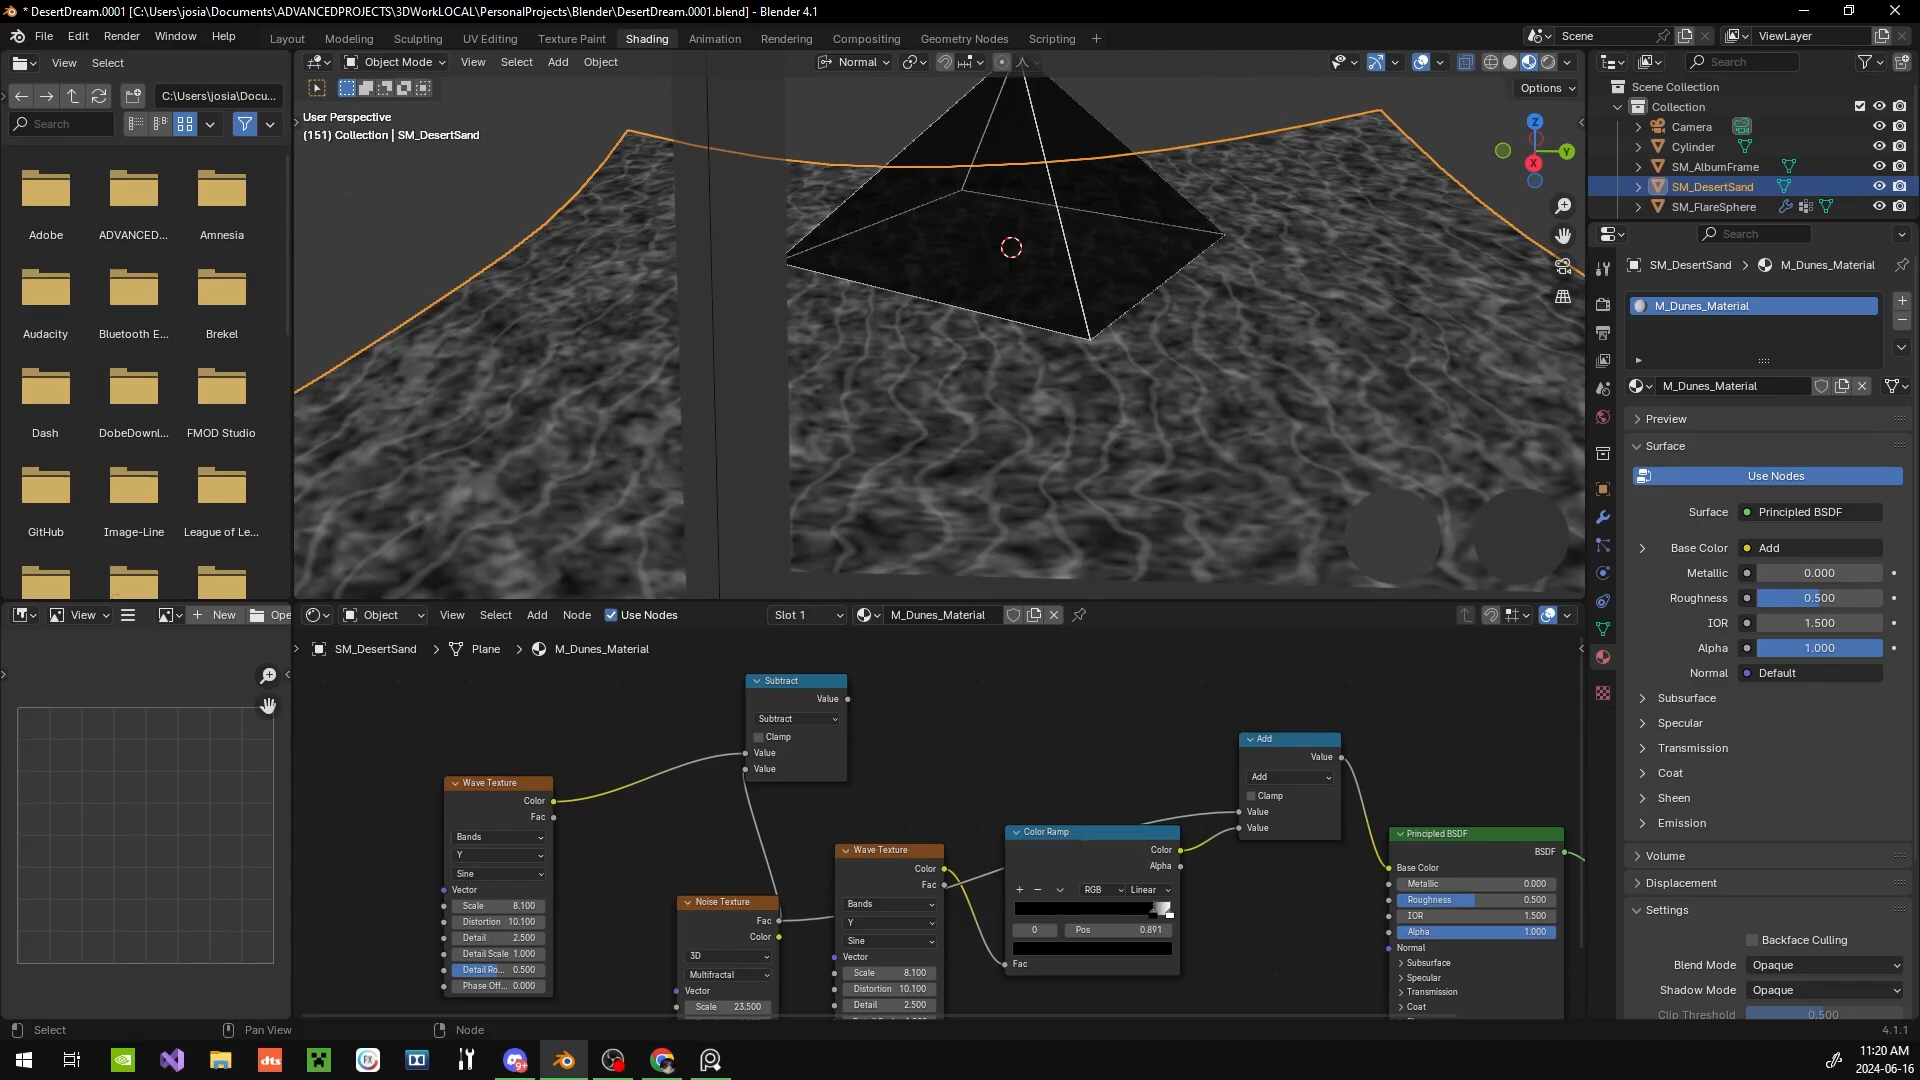 * DesertDream.0001 [C:\Users\josia\Documents\ADVANCEDPROJECTS\3DWorkLOCAL\PersonalProjects\Blender\DesertDream.0001.blend] - Blender 4.1
File Edit Render Window Help
Layout Modeling Sculpting UV Editing Texture Paint Shading Animation Rendering Compositing Geometry Nodes Scripting +
Scene
ViewLayer
View Select
C:\Users\josia\Docu...
Search
Adobe ADVANCED... Amnesia
Audacity Bluetooth E... Brekel
Dash DobeDownl... FMOD Studio
GitHub Image-Line League of Le...
Object Mode View Select Add Object
Normal
Options
User Perspective
(151) Collection | SM_DesertSand
Z
Y
X
Search
Scene Collection
Collection
Camera
Cylinder
SM_AlbumFrame
SM_DesertSand
SM_FlareSphere
Search
SM_DesertSand > M_Dunes_Material
M_Dunes_Material
M_Dunes_Material
Preview
Surface
Use Nodes
Surface Principled BSDF
Base Color Add
Metallic 0.000
Roughness 0.500
IOR 1.500
Alpha 1.000
Normal Default
Subsurface
Specular
Transmission
Coat
Sheen
Emission
Volume
Displacement
Settings
Backface Culling
Blend Mode Opaque
Shadow Mode Opaque
Clip Threshold 0.500
View
New
Ope
Object View Select Add Node Use Nodes
Slot 1
M_Dunes_Material
SM_DesertSand > Plane > M_Dunes_Material
Subtract
Value
Subtract
Clamp
Value
Value
Wave Texture
Color
Fac
Bands
Y
Sine
Vector
Scale 8.100
Distortion 10.100
Detail 2.500
Detail Scale 1.000
Detail Ro... 0.500
Phase Off... 0.000
Noise Texture
Fac
Color
3D
Multifractal
Vector
Scale 23.500
Wave Texture
Color
Fac
Bands
Y
Sine
Vector
Scale 8.100
Distortion 10.100
Detail 2.500
Color Ramp
Color
Alpha
RGB Linear
0 Pos 0.891
Fac
Add
Value
Add
Clamp
Value
Value
Principled BSDF
BSDF
Base Color
Metallic 0.000
Roughness 0.500
IOR 1.500
Alpha 1.000
Normal
Subsurface
Specular
Transmission
Coat
Select
Pan View
Node
4.1.1
dts
FX
9+
11:20 AM
2024-06-16